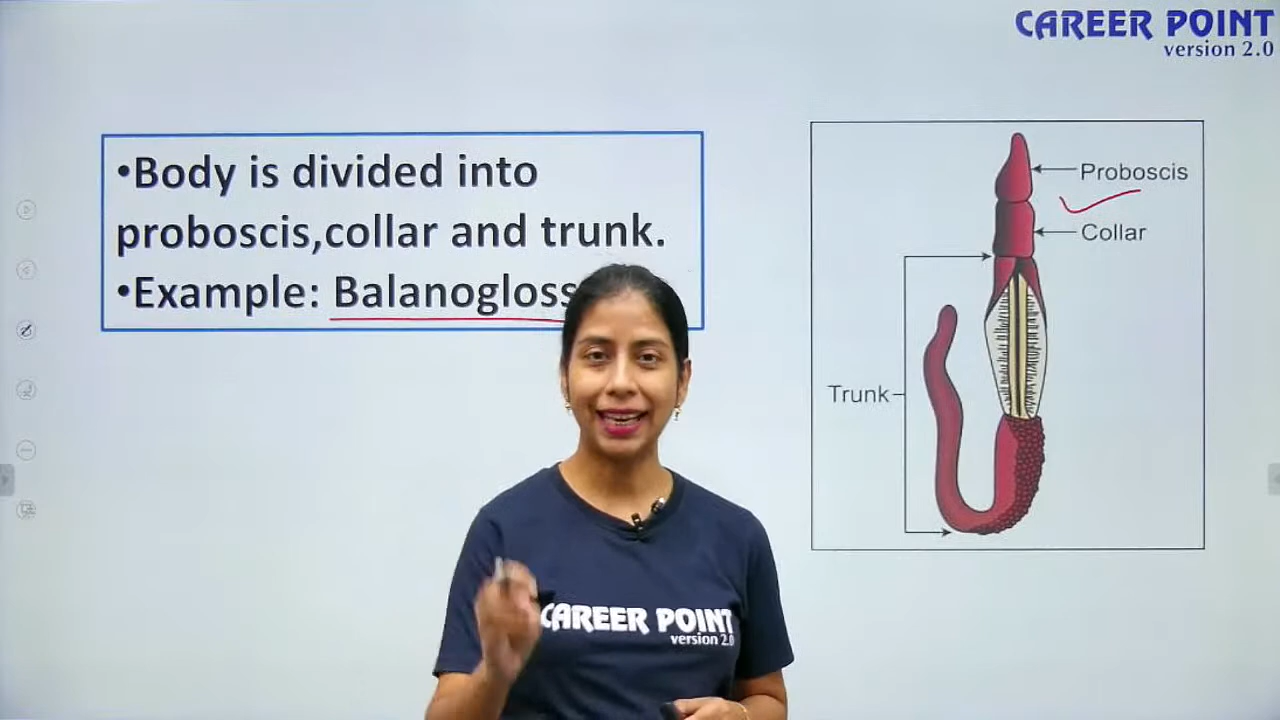 CAREER POINT
version 2.0
•Body is divided into
proboscis,collar and trunk.
•Example:
Proboscis
Collar
Trunk
CAREER POINT
version 2.0